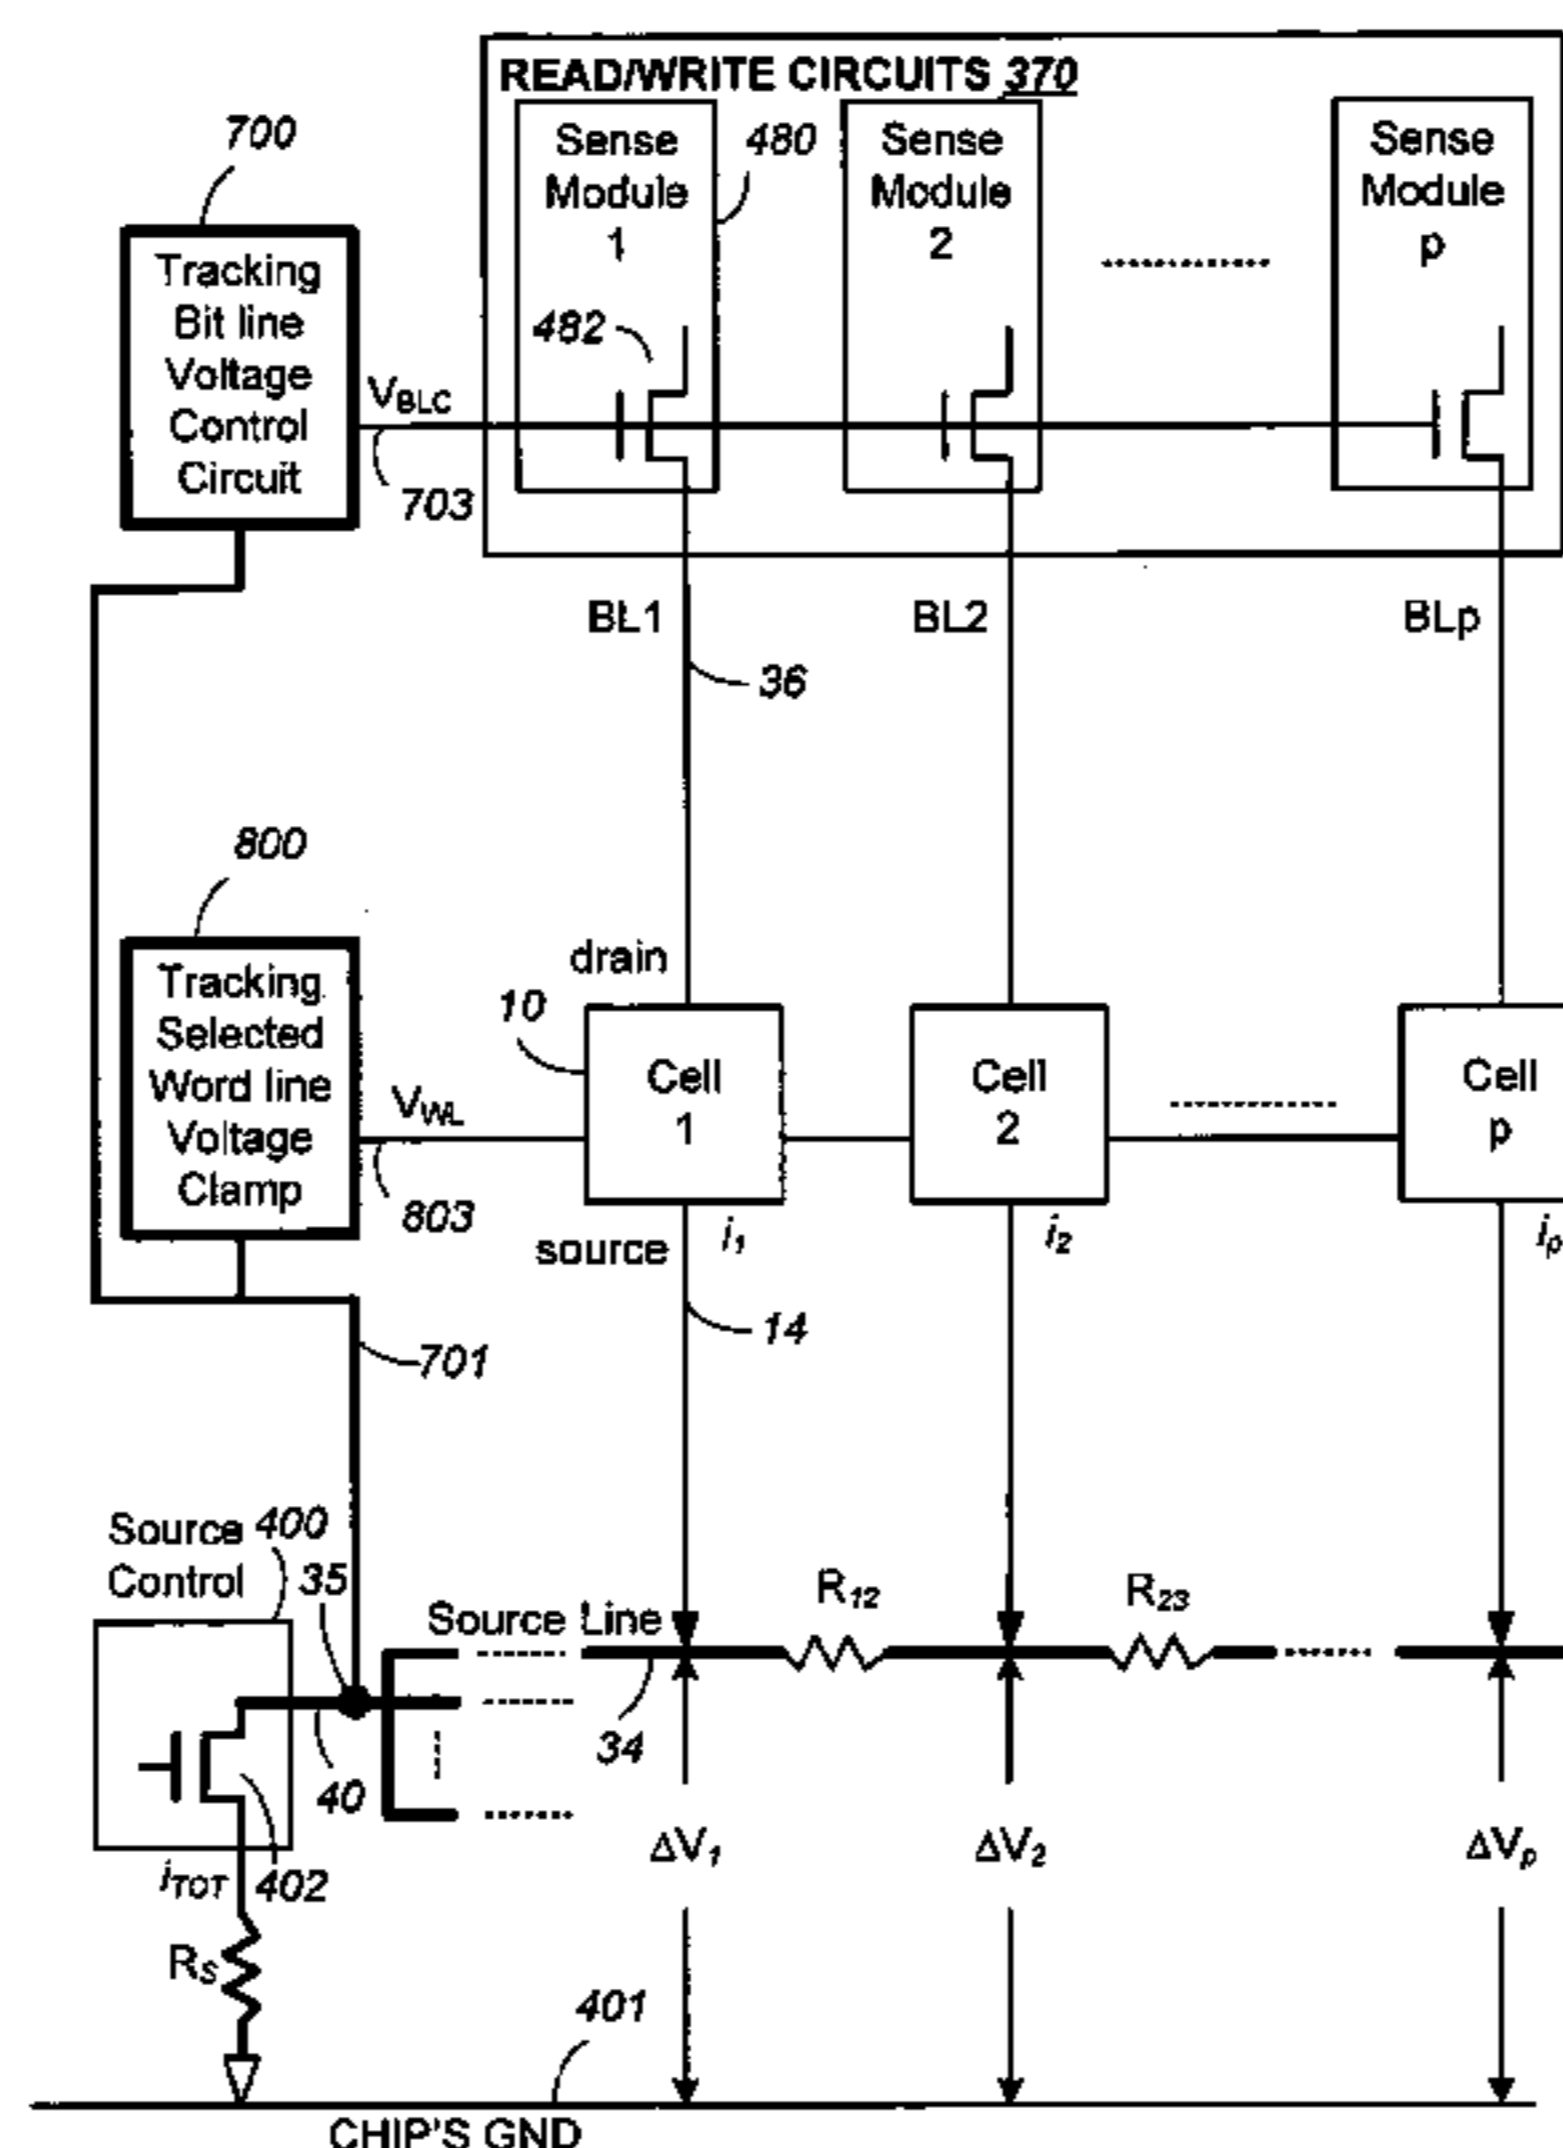 READ/WRITE CIRCUITS 370
700
Sense
Module
1
480
Sense
Module
2
Sense
Module
p
Tracking
Bit line
Voltage
Control
Circuit
482
VBLC
703
BL1
BL2
BLp
36
800
drain
Tracking
Selected
Word line
Voltage
Clamp
10
Cell
1
Cell
2
Cell
p
VWL
803
source
i1
i2
ip
14
701
Source
Control
400
35
Source Line
R12
R23
34
40
ΔV1
ΔV2
ΔVp
iTOT
402
RS
401
CHIP'S GND